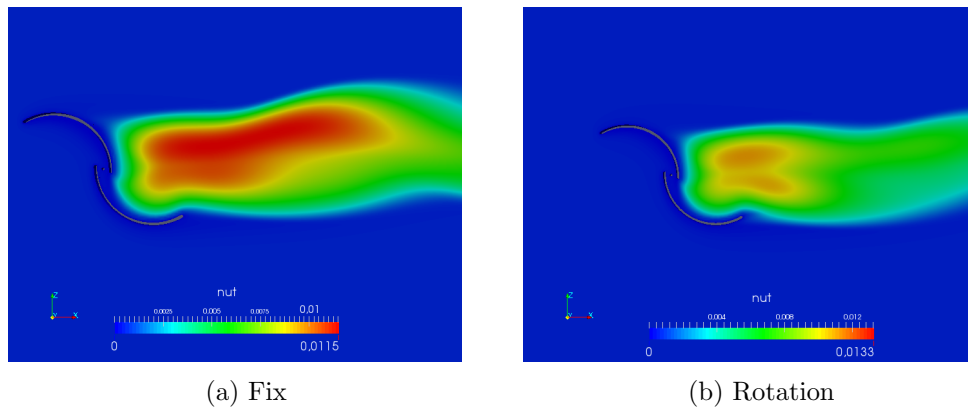 nut
0.0025 0.005 0.0075 0,01
0 0,0115
Z
Y X
(a) Fix
nut
0.004 0.008 0.012
0 0,0133
Z
Y X
(b) Rotation